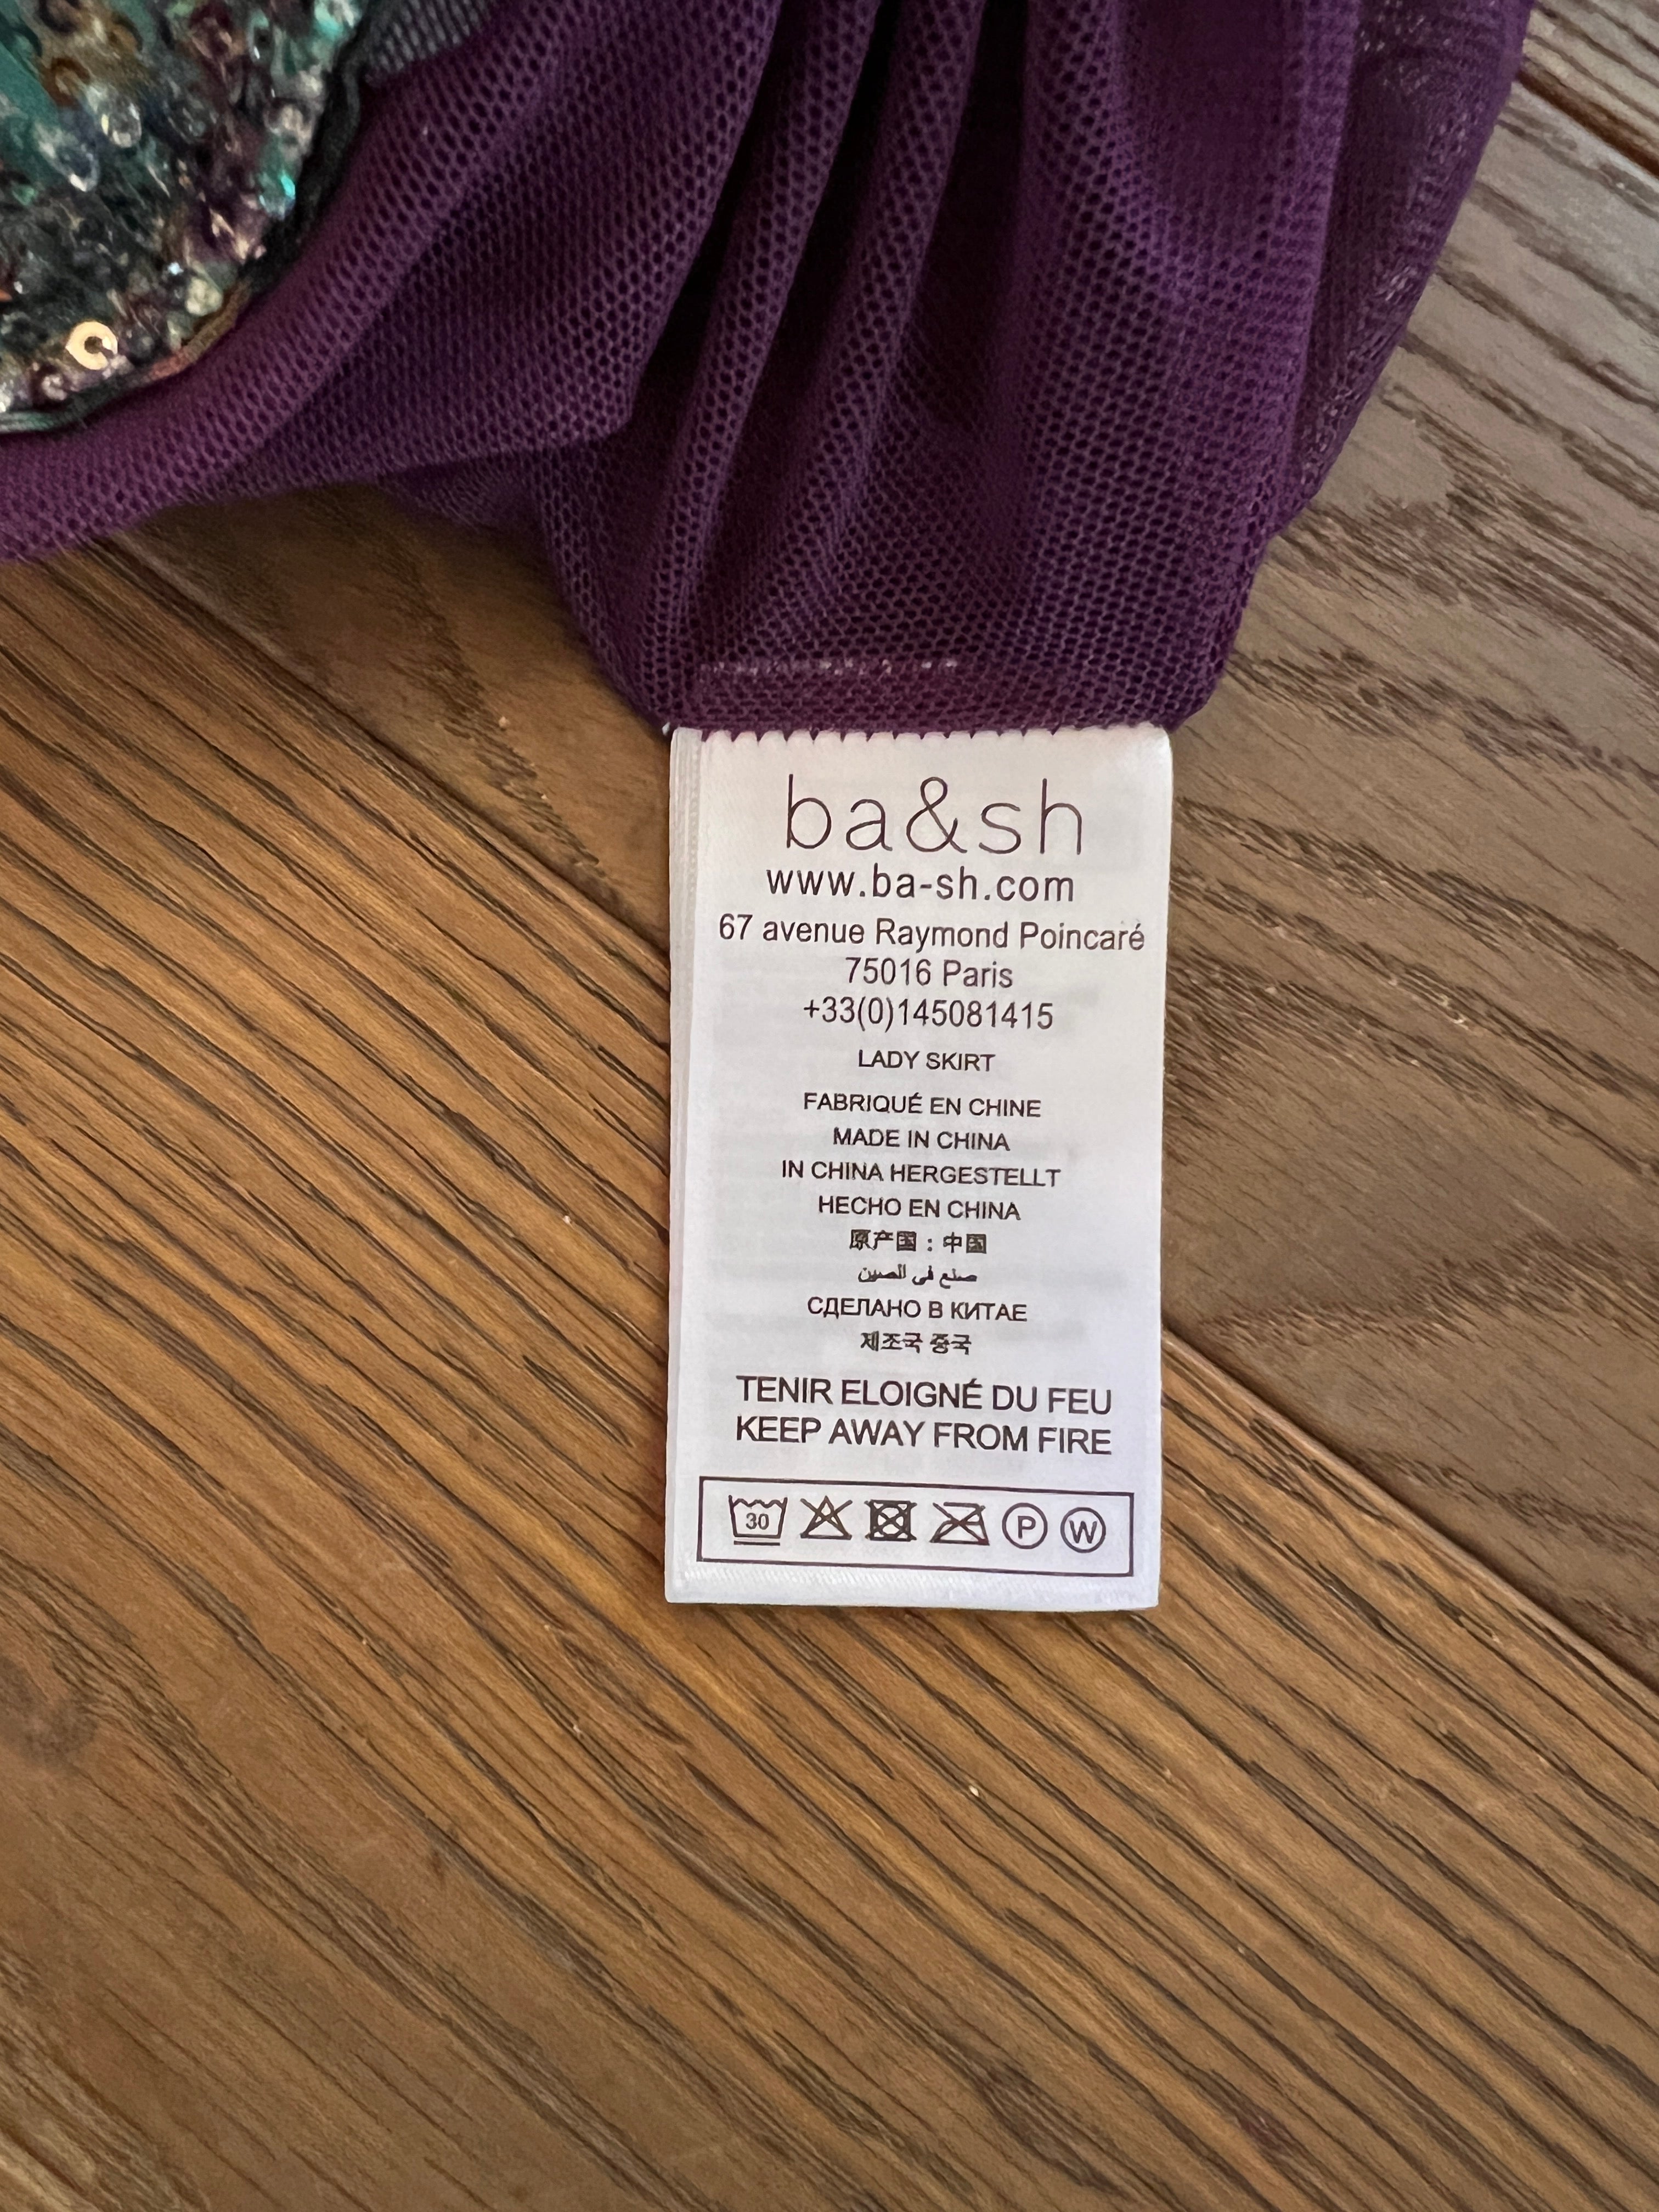 ba&sh
www.ba-sh.com
67 avenue Raymond Poincaré
75016 Paris
+33(0)145081415
LADY SKIRT
FABRIQUÉ EN CHINE
MADE IN CHINA
IN CHINA HERGESTELLT
HECHO EN CHINA
原产国：中国
صنع في الصين
СДЕЛАНО В КИТАЕ
제조국 중국
TENIR ELOIGNÉ DU FEU
KEEP AWAY FROM FIRE
30 P W